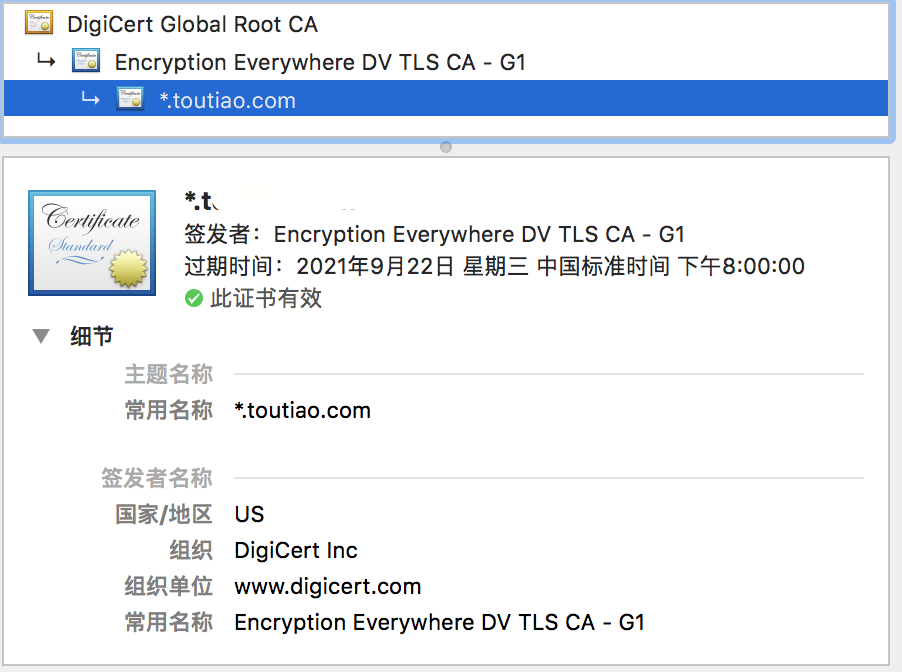 DigiCert Global Root CA
Encryption Everywhere DV TLS CA - G1
*.toutiao.com
Certificate
Standard
签发者：Encryption Everywhere DV TLS CA - G1
过期时间：2021年9月22日 星期三 中国标准时间 下午8:00:00
此证书有效
细节
主题名称
常用名称 *.toutiao.com
签发者名称
国家/地区 US
组织 DigiCert Inc
组织单位 www.digicert.com
常用名称 Encryption Everywhere DV TLS CA - G1